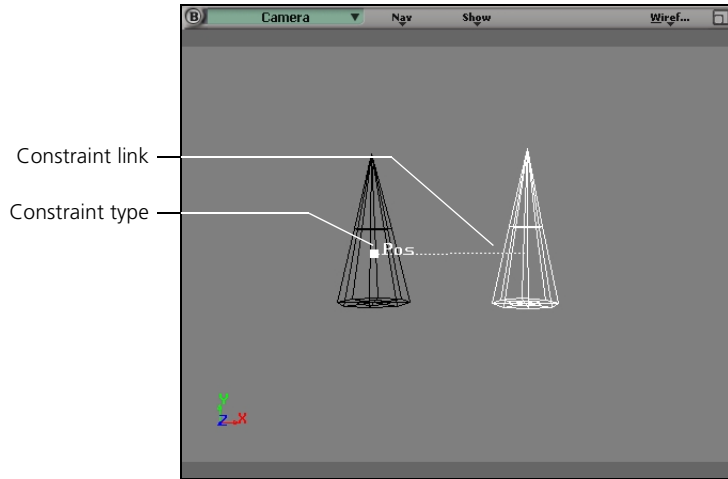 B Camera Nav Show Wiref...
Constraint link
Constraint type
Pos
Y
Z X